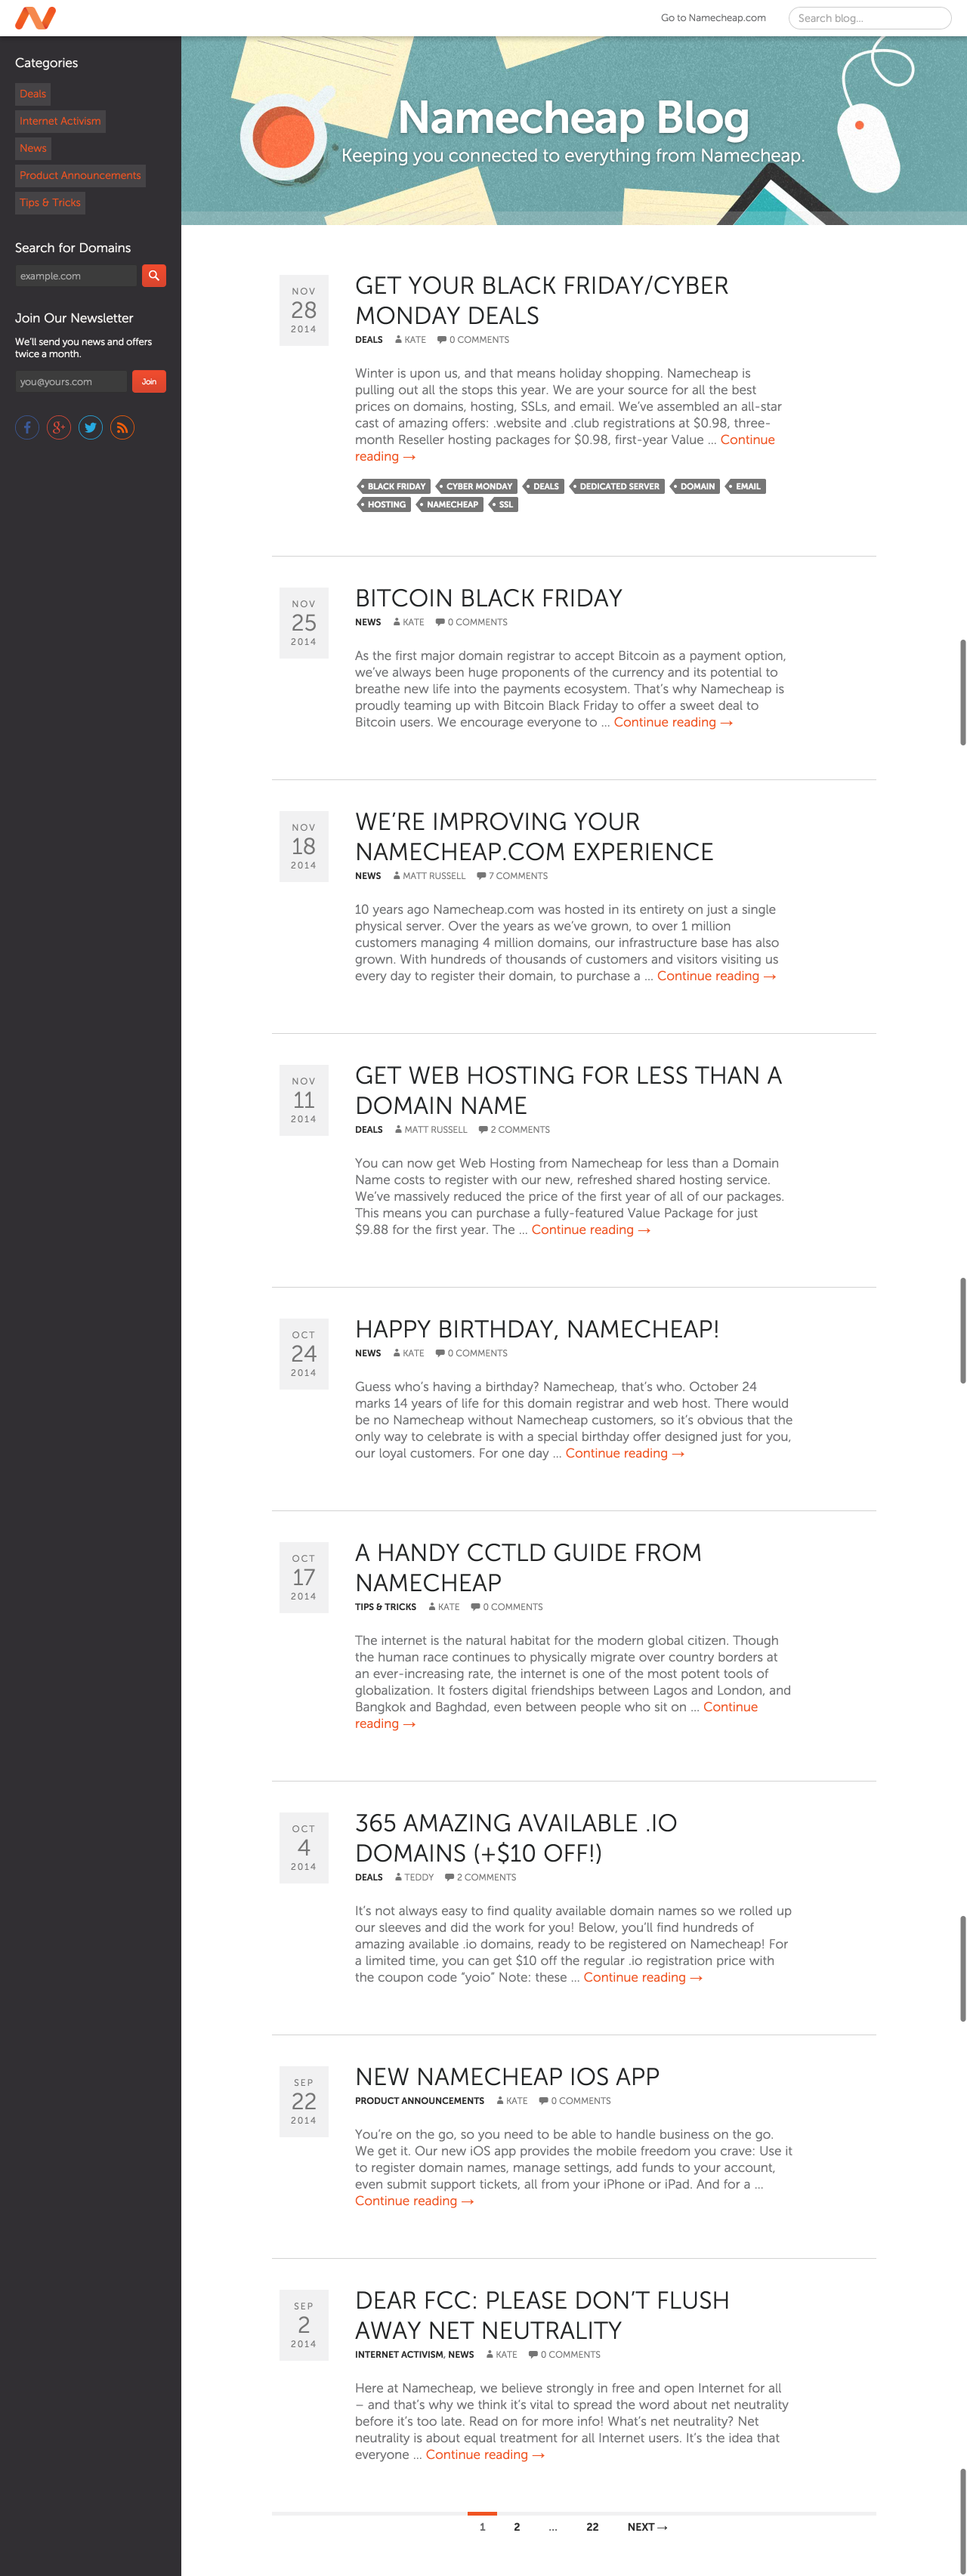 Go to Namecheap.com
Search blog...
Categories
Deals
Internet Activism
News
Product Announcements
Tips & Tricks
Search for Domains
example.com
Join Our Newsletter
We'll send you news and offers
twice a month.
you@yours.com
Join
Namecheap Blog
Keeping you connected to everything from Namecheap.
NOV
28
2014
GET YOUR BLACK FRIDAY/CYBER
MONDAY DEALS
DEALS KATE 0 COMMENTS
Winter is upon us, and that means holiday shopping. Namecheap is
pulling out all the stops this year. We are your source for all the best
prices on domains, hosting, SSLs, and email. We've assembled an all-star
cast of amazing offers: .website and .club registrations at $0.98, three-
month Reseller hosting packages for $0.98, first-year Value ... Continue
reading →
BLACK FRIDAY CYBER MONDAY DEALS DEDICATED SERVER DOMAIN EMAIL
HOSTING NAMECHEAP SSL
NOV
25
2014
BITCOIN BLACK FRIDAY
NEWS KATE 0 COMMENTS
As the first major domain registrar to accept Bitcoin as a payment option,
we've always been huge proponents of the currency and its potential to
breathe new life into the payments ecosystem. That's why Namecheap is
proudly teaming up with Bitcoin Black Friday to offer a sweet deal to
Bitcoin users. We encourage everyone to ... Continue reading →
NOV
18
2014
WE'RE IMPROVING YOUR
NAMECHEAP.COM EXPERIENCE
NEWS MATT RUSSELL 7 COMMENTS
10 years ago Namecheap.com was hosted in its entirety on just a single
physical server. Over the years as we've grown, to over 1 million
customers managing 4 million domains, our infrastructure base has also
grown. With hundreds of thousands of customers and visitors visiting us
every day to register their domain, to purchase a ... Continue reading →
NOV
11
2014
GET WEB HOSTING FOR LESS THAN A
DOMAIN NAME
DEALS MATT RUSSELL 2 COMMENTS
You can now get Web Hosting from Namecheap for less than a Domain
Name costs to register with our new, refreshed shared hosting service.
We've massively reduced the price of the first year of all of our packages.
This means you can purchase a fully-featured Value Package for just
$9.88 for the first year. The ... Continue reading →
OCT
24
2014
HAPPY BIRTHDAY, NAMECHEAP!
NEWS KATE 0 COMMENTS
Guess who's having a birthday? Namecheap, that's who. October 24
marks 14 years of life for this domain registrar and web host. There would
be no Namecheap without Namecheap customers, so it's obvious that the
only way to celebrate is with a special birthday offer designed just for you,
our loyal customers. For one day ... Continue reading →
OCT
17
2014
A HANDY CCTLD GUIDE FROM
NAMECHEAP
TIPS & TRICKS KATE 0 COMMENTS
The internet is the natural habitat for the modern global citizen. Though
the human race continues to physically migrate over country borders at
an ever-increasing rate, the internet is one of the most potent tools of
globalization. It fosters digital friendships between Lagos and London, and
Bangkok and Baghdad, even between people who sit on ... Continue
reading →
OCT
4
2014
365 AMAZING AVAILABLE .IO
DOMAINS (+$10 OFF!)
DEALS TEDDY 2 COMMENTS
It's not always easy to find quality available domain names so we rolled up
our sleeves and did the work for you! Below, you'll find hundreds of
amazing available .io domains, ready to be registered on Namecheap! For
a limited time, you can get $10 off the regular .io registration price with
the coupon code "yoio" Note: these ... Continue reading →
SEP
22
2014
NEW NAMECHEAP IOS APP
PRODUCT ANNOUNCEMENTS KATE 0 COMMENTS
You're on the go, so you need to be able to handle business on the go.
We get it. Our new iOS app provides the mobile freedom you crave: Use it
to register domain names, manage settings, add funds to your account,
even submit support tickets, all from your iPhone or iPad. And for a ...
Continue reading →
SEP
2
2014
DEAR FCC: PLEASE DON'T FLUSH
AWAY NET NEUTRALITY
INTERNET ACTIVISM, NEWS KATE 0 COMMENTS
Here at Namecheap, we believe strongly in free and open Internet for all
– and that's why we think it's vital to spread the word about net neutrality
before it's too late. Read on for more info! What's net neutrality? Net
neutrality is about equal treatment for all Internet users. It's the idea that
everyone ... Continue reading →
1 2 ... 22 NEXT →